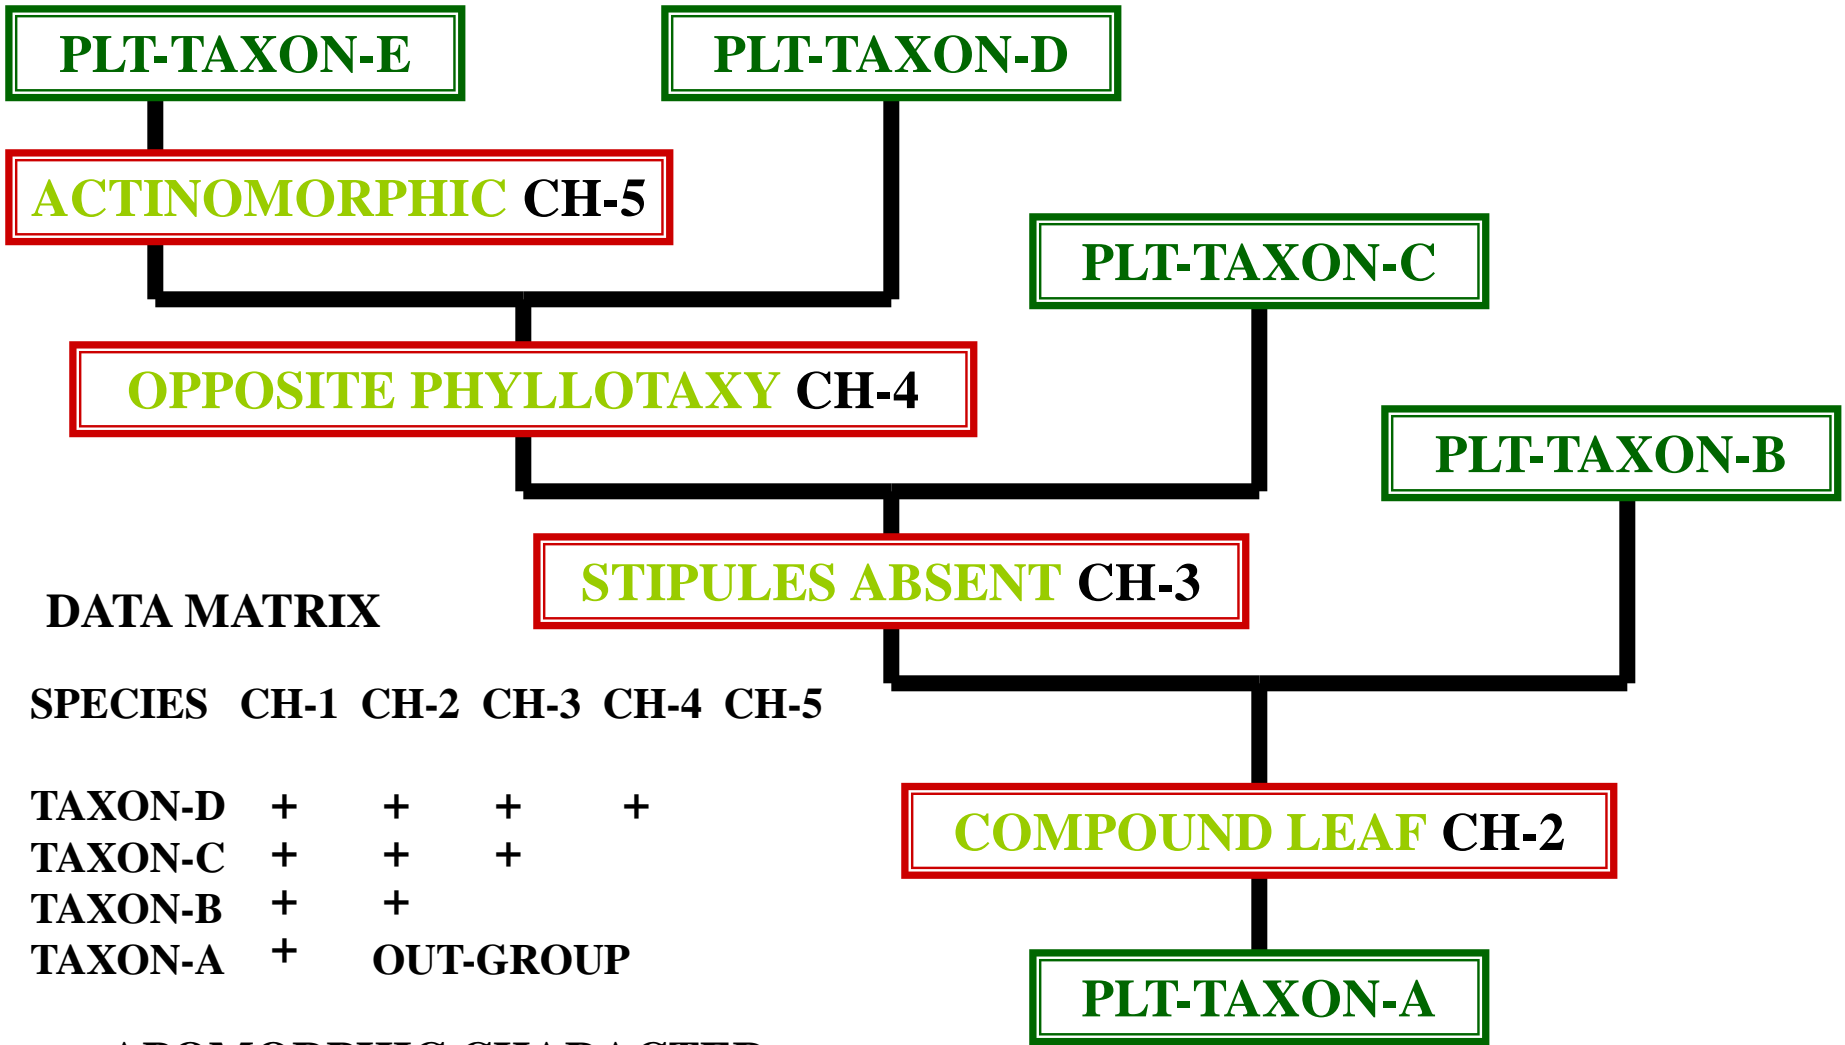 PLT-TAXON-E
PLT-TAXON-D
ACTINOMORPHIC CH-5
PLT-TAXON-C
OPPOSITE PHYLLOTAXY CH-4
PLT-TAXON-B
STIPULES ABSENT CH-3
DATA MATRIX
SPECIES CH-1 CH-2 CH-3 CH-4 CH-5
TAXON-D + + + +
TAXON-C + + +
TAXON-B + +
TAXON-A + OUT-GROUP
COMPOUND LEAF CH-2
PLT-TAXON-A
APOMORPHIC CHARACTER